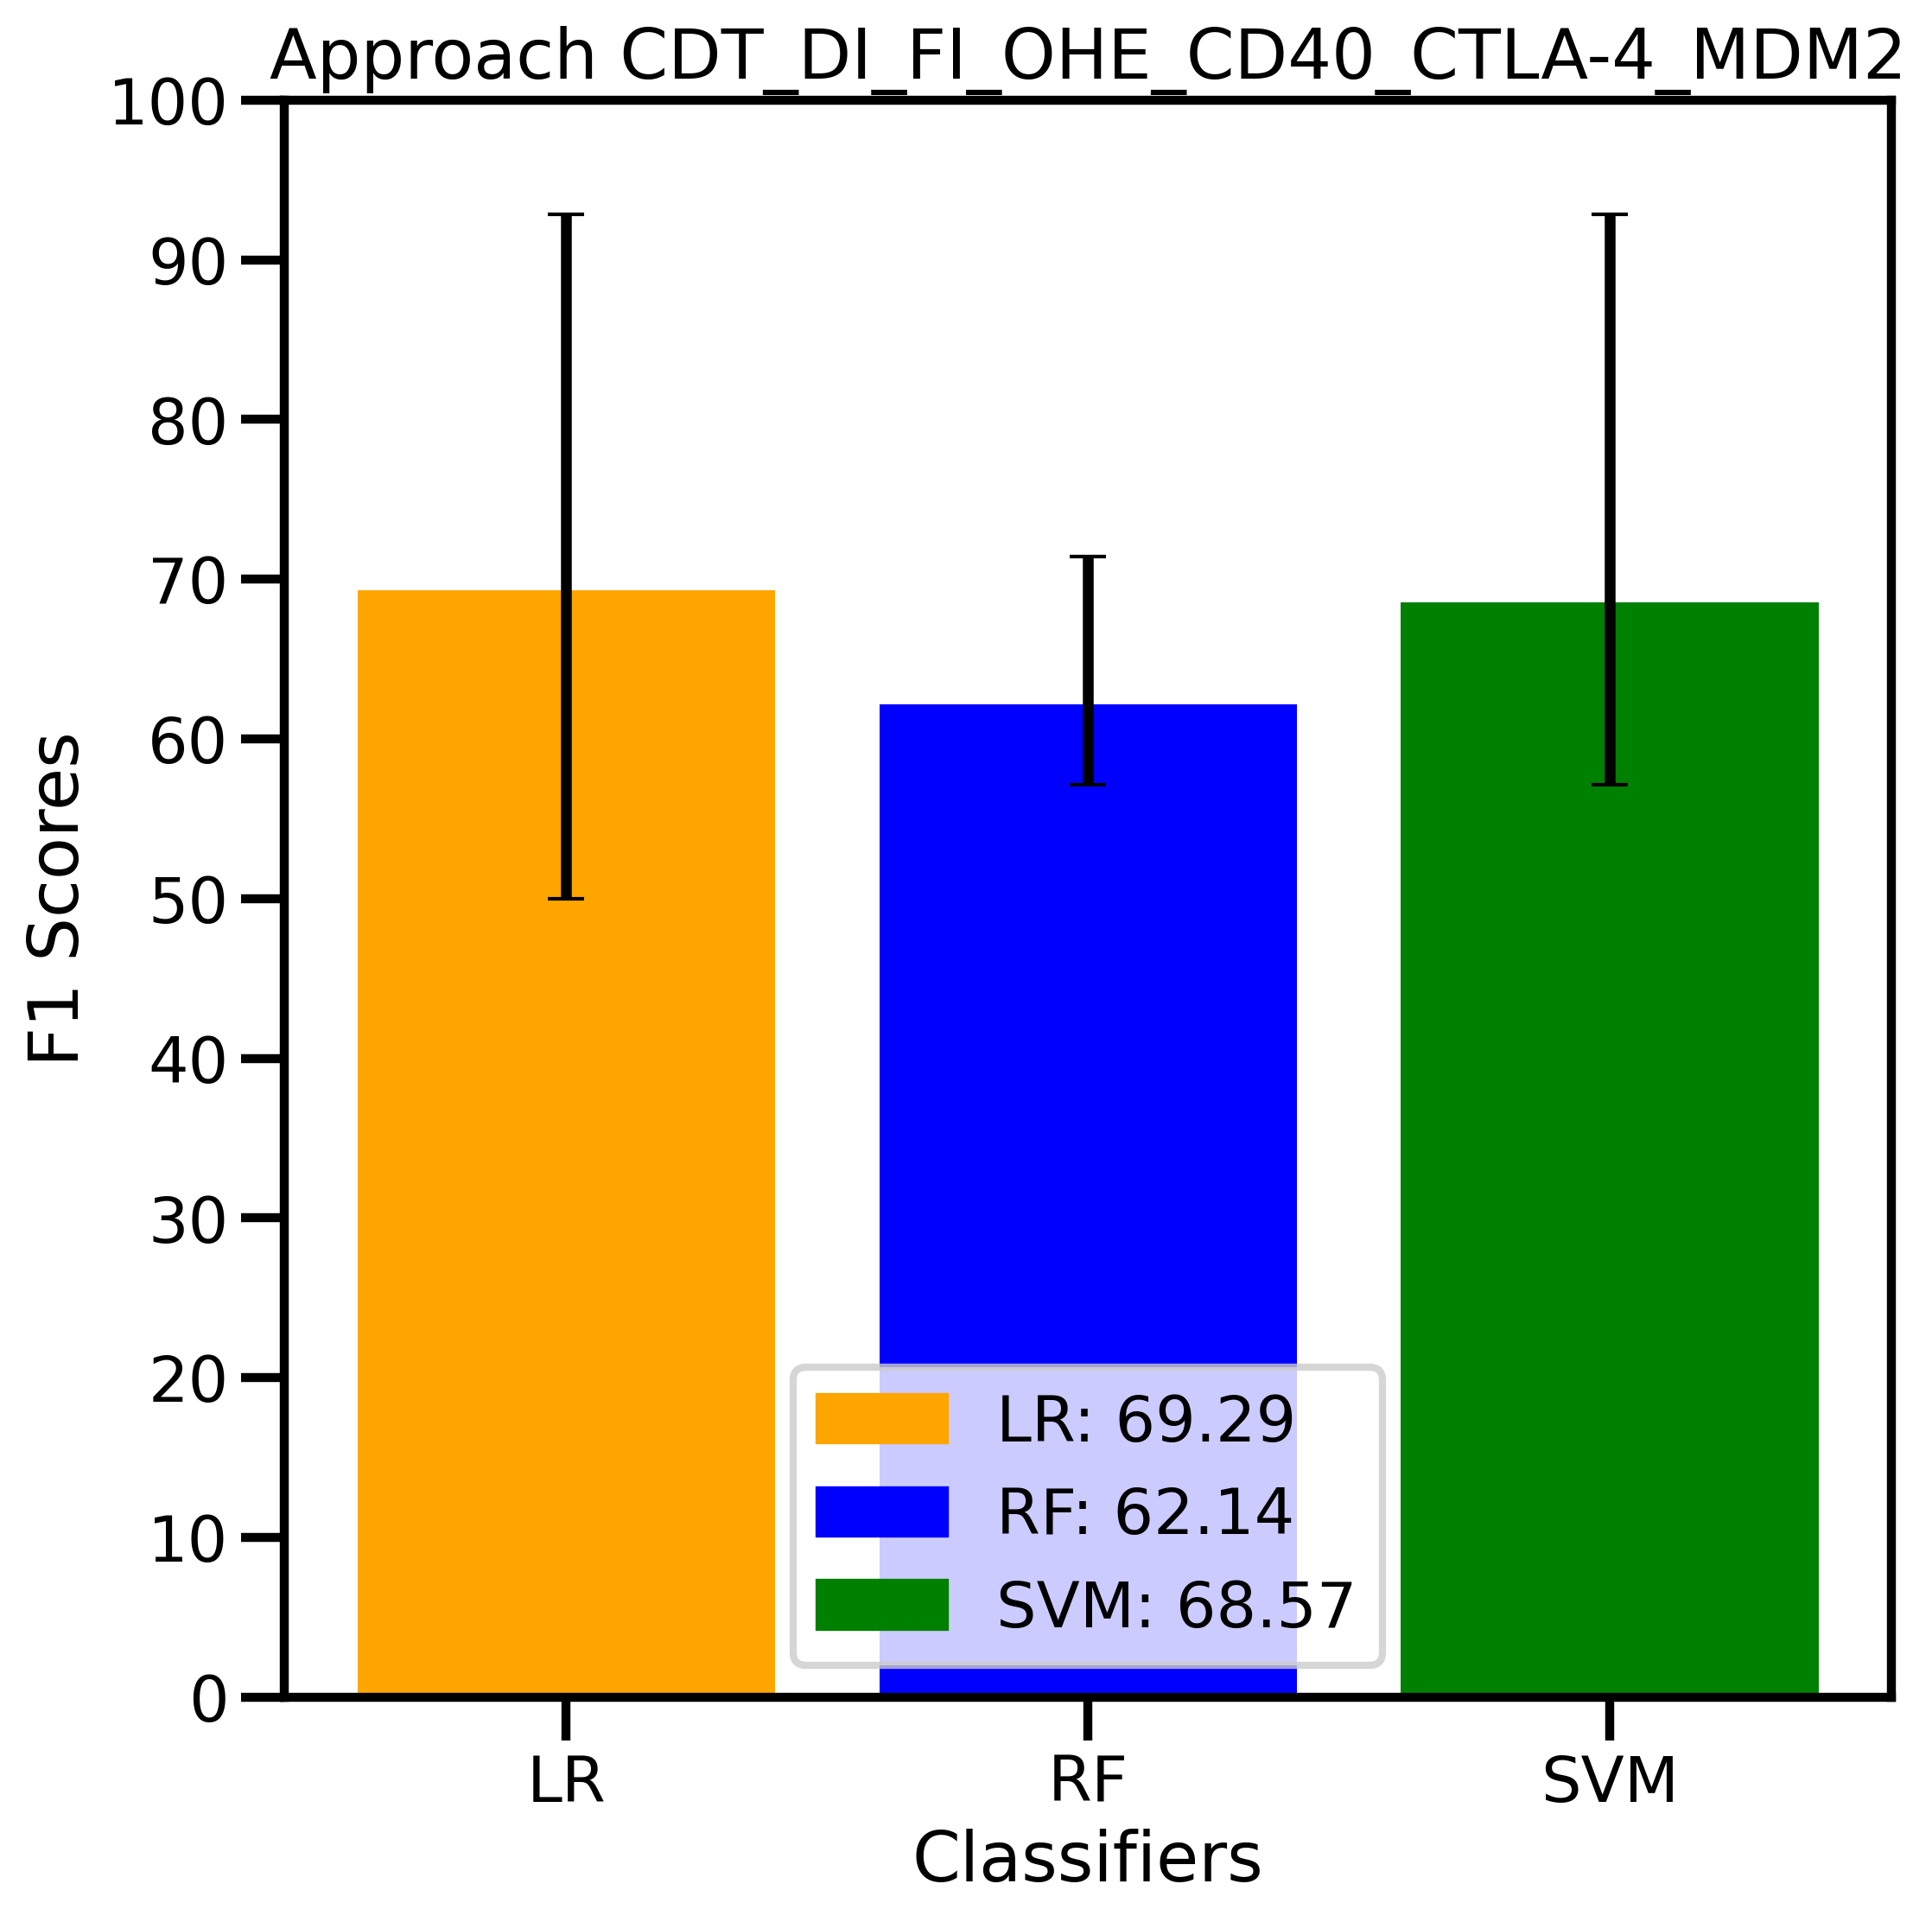 Approach CDT_DI_FI_OHE_CD40_CTLA-4_MDM2
100
90
80
70
60
50
40
30
20
10
0
F1 Scores
LR: 69.29
RF: 62.14
SVM: 68.57
LR RF SVM
Classifiers